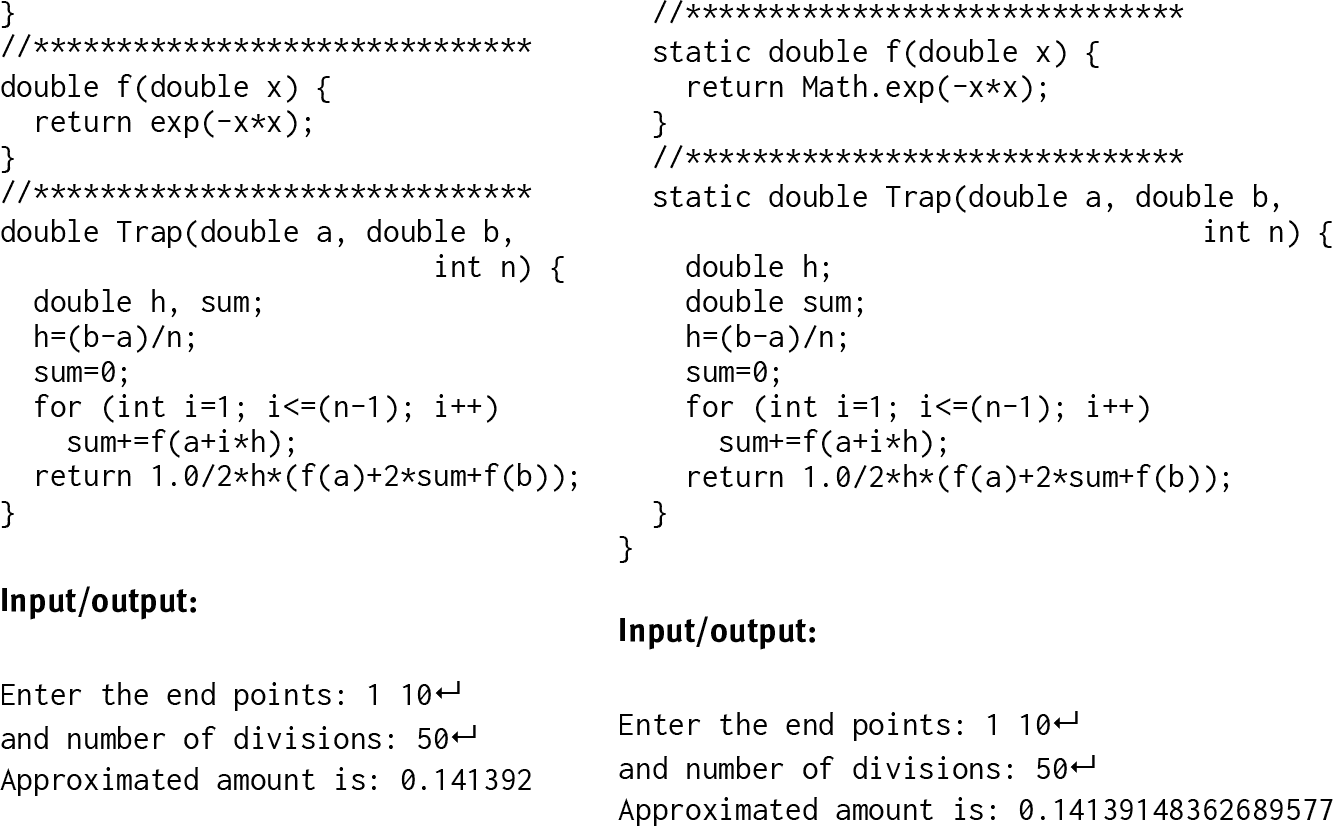 }
//******************************
double f(double x) {
  return exp(-x*x);
}
//******************************
double Trap(double a, double b,
                          int n) {
  double h, sum;
  h=(b-a)/n;
  sum=0;
  for (int i=1; i<=(n-1); i++)
    sum+=f(a+i*h);
  return 1.0/2*h*(f(a)+2*sum+f(b));
}
Input/output:
Enter the end points: 1 10↵
and number of divisions: 50↵
Approximated amount is: 0.141392
  //******************************
  static double f(double x) {
    return Math.exp(-x*x);
  }
  //******************************
  static double Trap(double a, double b,
                                   int n) {
    double h;
    double sum;
    h=(b-a)/n;
    sum=0;
    for (int i=1; i<=(n-1); i++)
      sum+=f(a+i*h);
    return 1.0/2*h*(f(a)+2*sum+f(b));
  }
}
Input/output:
Enter the end points: 1 10↵
and number of divisions: 50↵
Approximated amount is: 0.14139148362689577